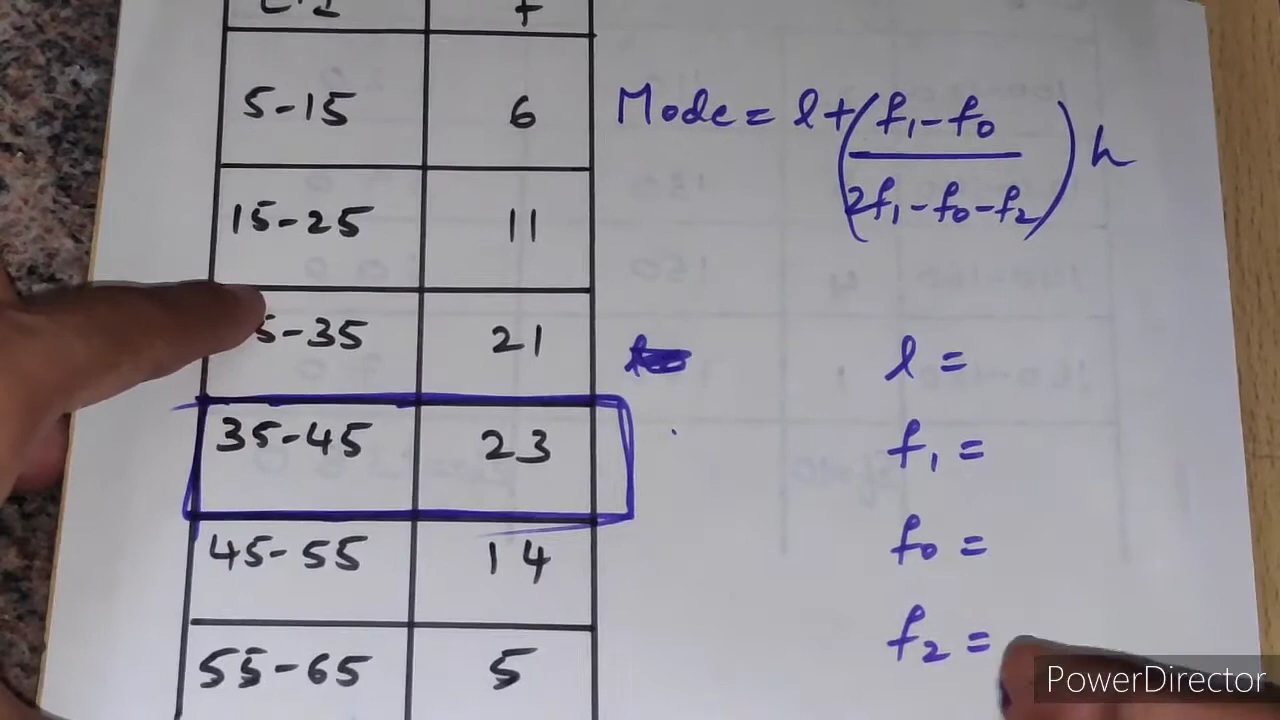 5-15 6
15-25 11
5-35 21
35-45 23
45-55 14
55-65 5
Mode = l + (f₁ - f₀ / 2f₁ - f₀ - f₂) h
l =
f₁ =
f₀ =
f₂ =
PowerDirector